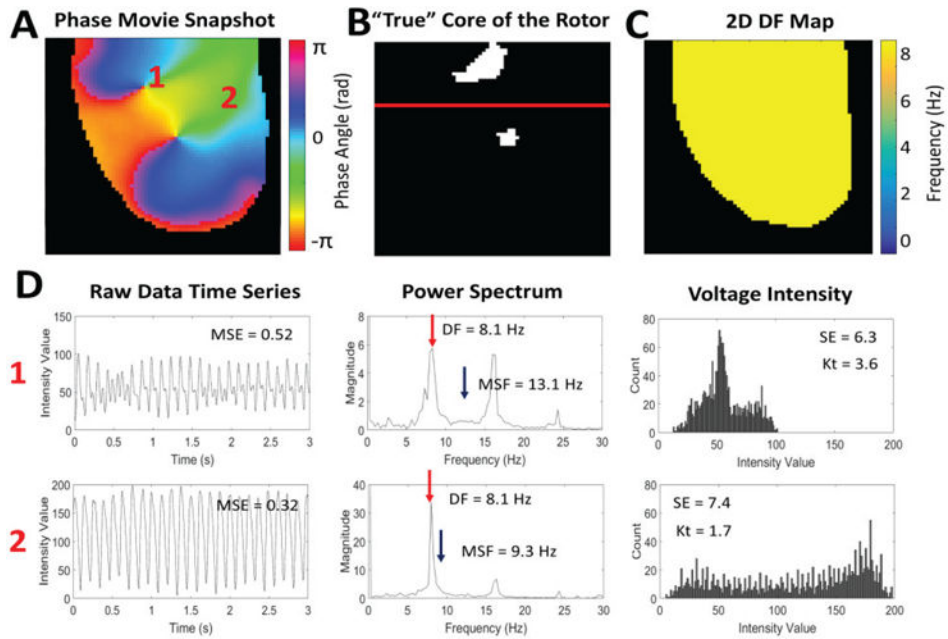 A Phase Movie Snapshot
1
2
π
0
-π
Phase Angle (rad)
B “True” Core of the Rotor
C 2D DF Map
8
6
4
2
0
Frequency (Hz)
D Raw Data Time Series
Power Spectrum
Voltage Intensity
1
MSE = 0.52
Intensity Value
150
100
50
0
0 0.5 1 1.5 2 2.5 3
Time (s)
DF = 8.1 Hz
MSF = 13.1 Hz
Magnitude
8
6
4
2
0
0 5 10 15 20 25 30
Frequency (Hz)
SE = 6.3
Kt = 3.6
Count
80
60
40
20
0
0 50 100 150 200
Intensity Value
2
MSE = 0.32
Intensity Value
200
150
100
50
0
0 0.5 1 1.5 2 2.5 3
Time (s)
DF = 8.1 Hz
MSF = 9.3 Hz
Magnitude
40
20
0
0 5 10 15 20 25 30
Frequency (Hz)
SE = 7.4
Kt = 1.7
Count
80
60
40
20
0
0 50 100 150 200
Intensity Value